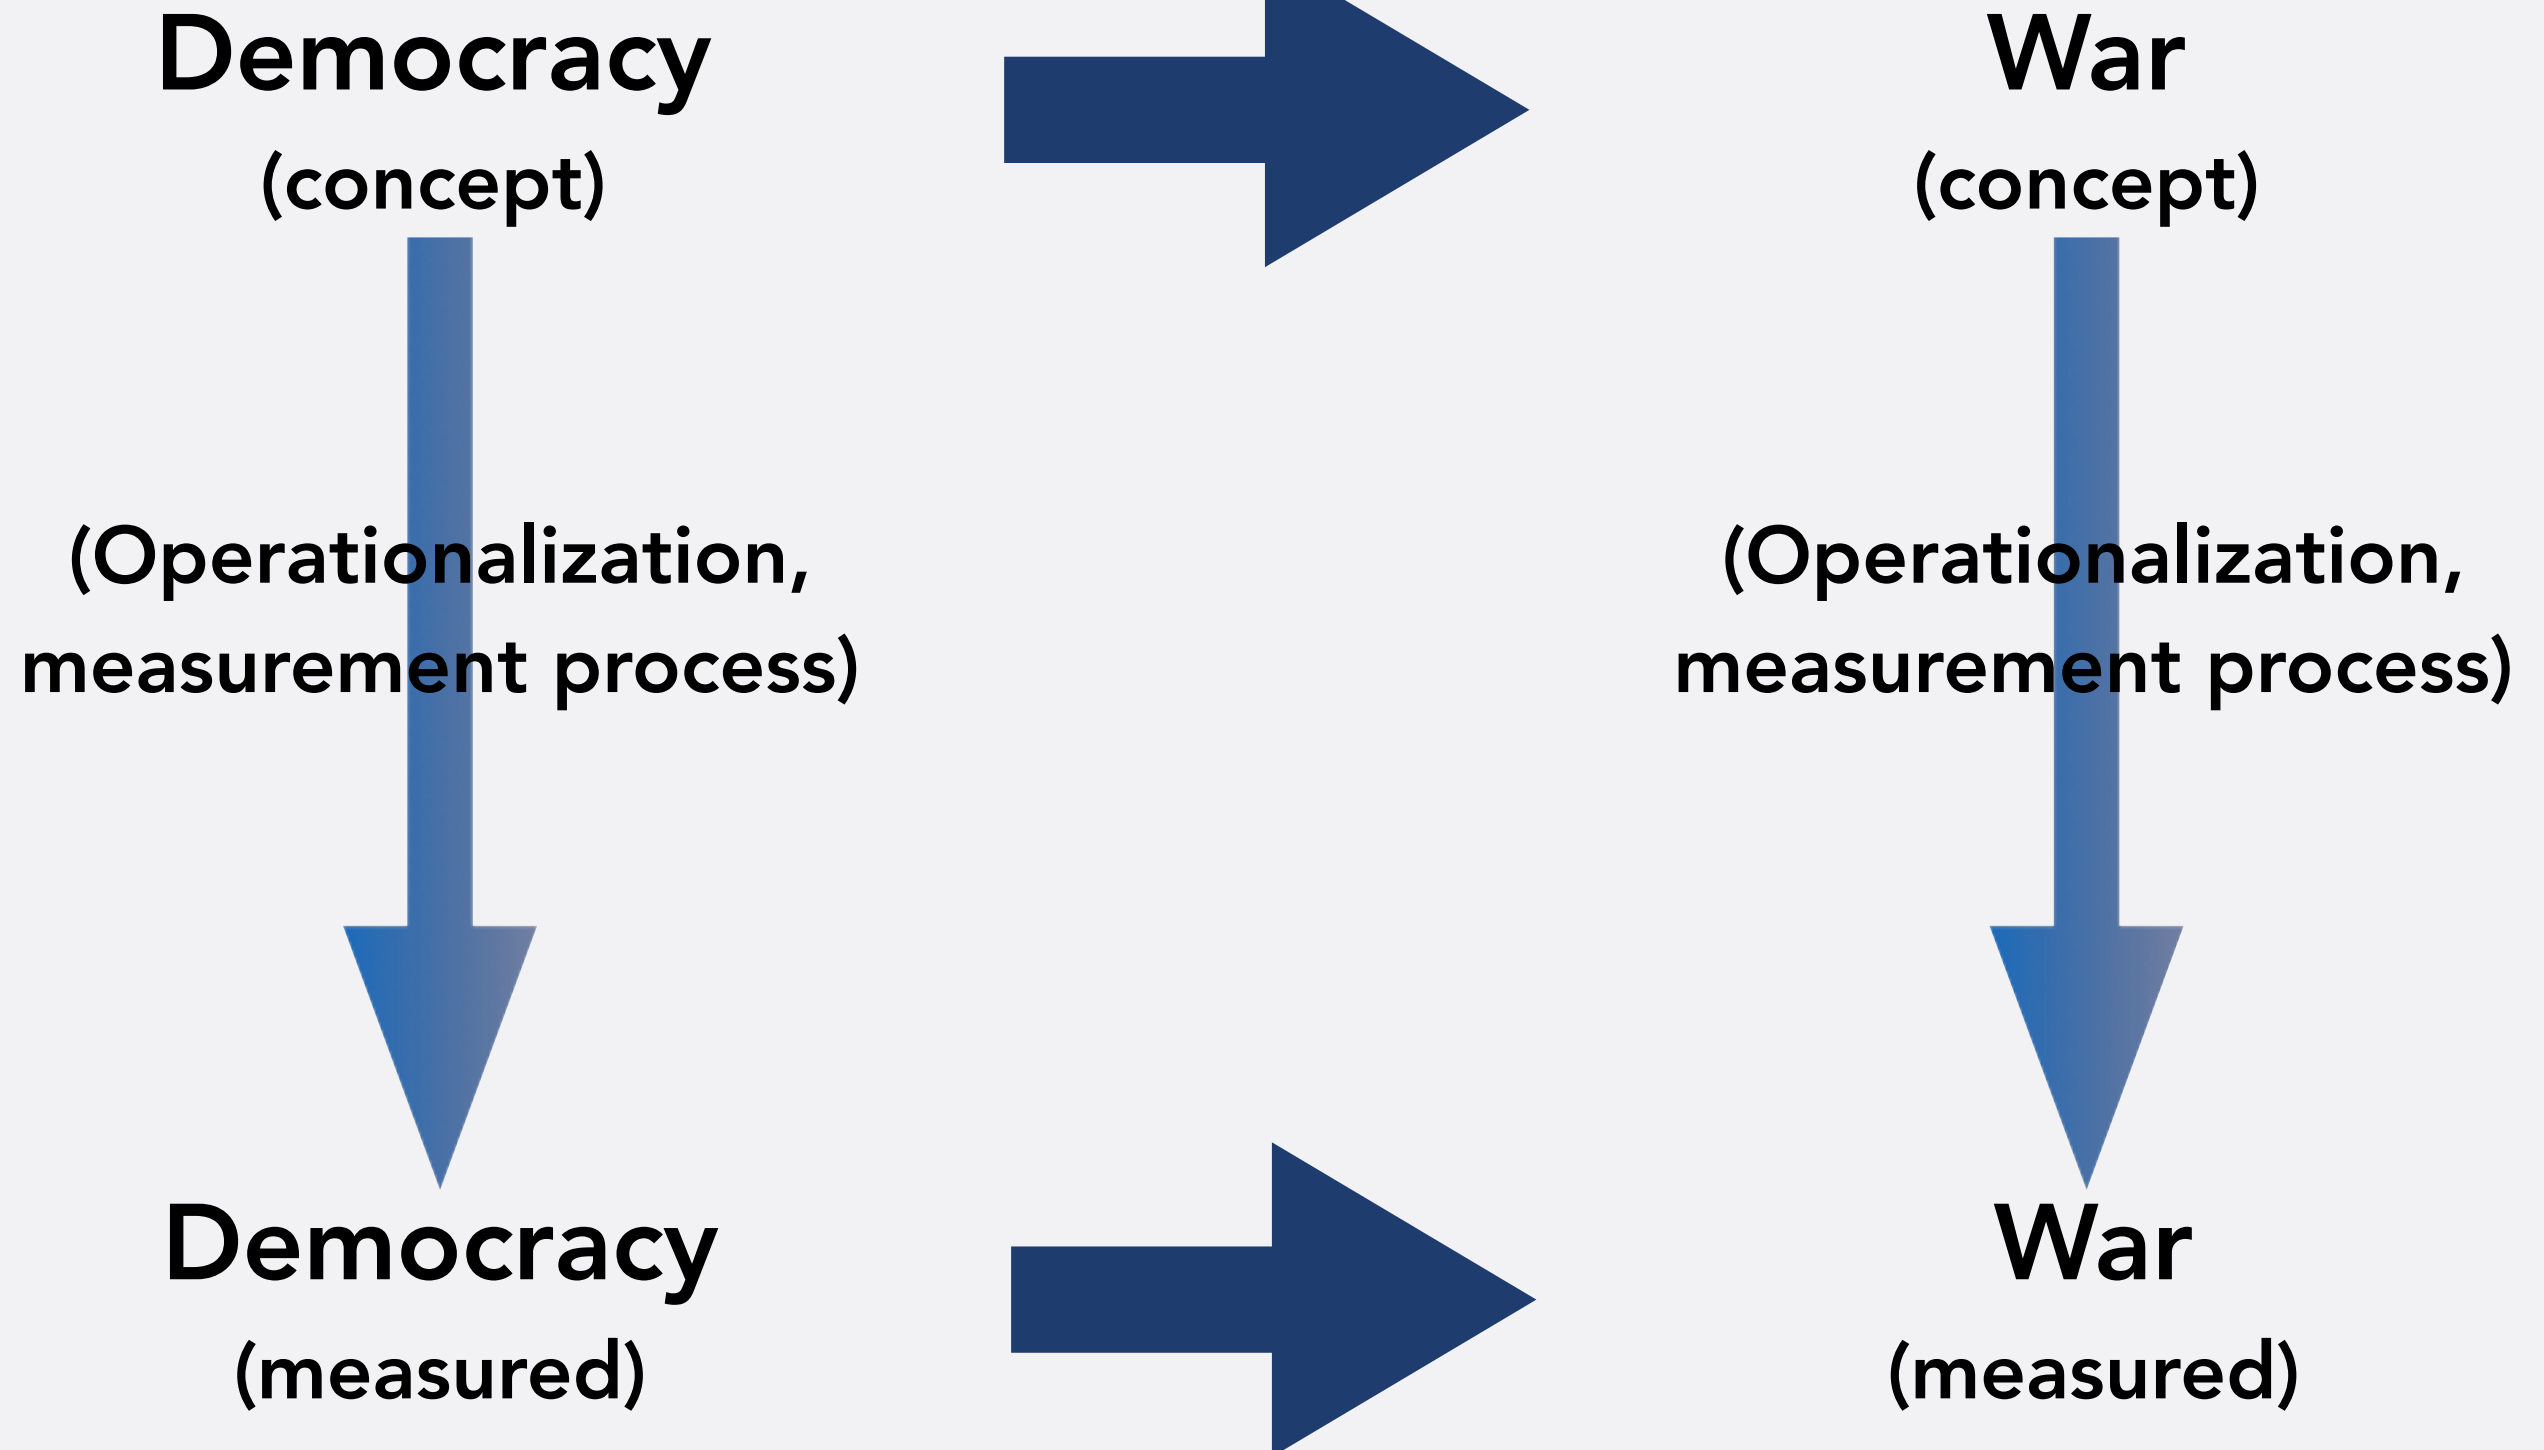 Democracy
(concept)
War
(concept)
(Operationalization,
measurement process)
(Operationalization,
measurement process)
Democracy
(measured)
War
(measured)